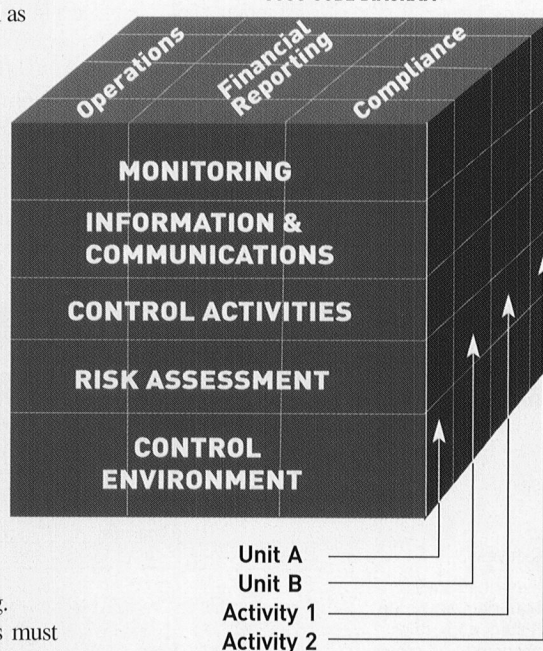 as
Operations
Financial
Reporting
Compliance
MONITORING
INFORMATION &
COMMUNICATIONS
CONTROL ACTIVITIES
RISK ASSESSMENT
CONTROL
ENVIRONMENT
Unit A
Unit B
Activity 1
Activity 2
must